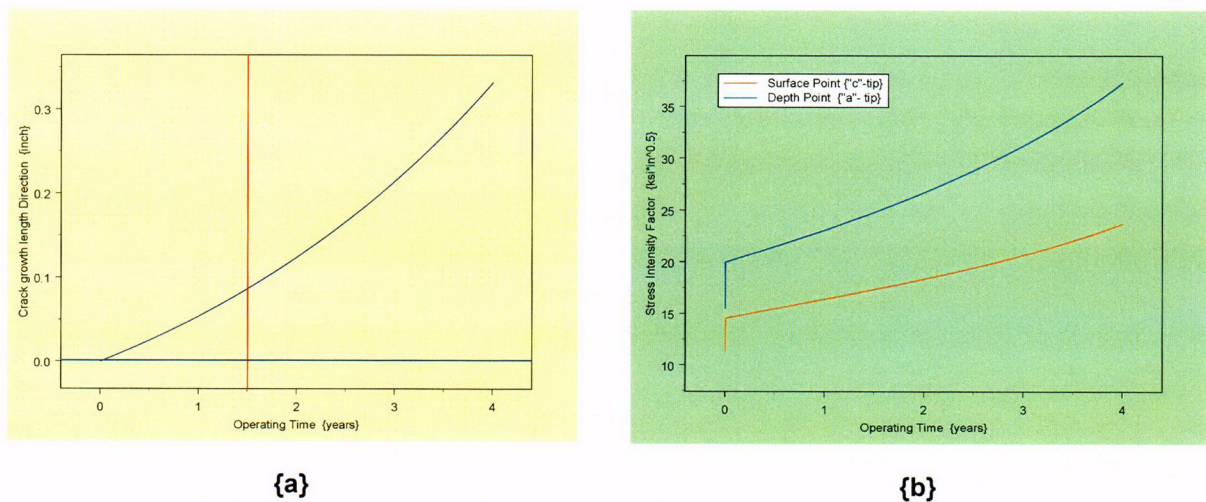 Crack growth length Direction {inch}
0.3
0.2
0.1
0.0
0 1 2 3 4
Operating Time {years}
{a}
Surface Point {"c"-tip}
Depth Point {"a"- tip}
Stress Intensity Factor {ksi*in^0.5}
35
30
25
20
15
10
0 1 2 3 4
Operating Time {years}
{b}